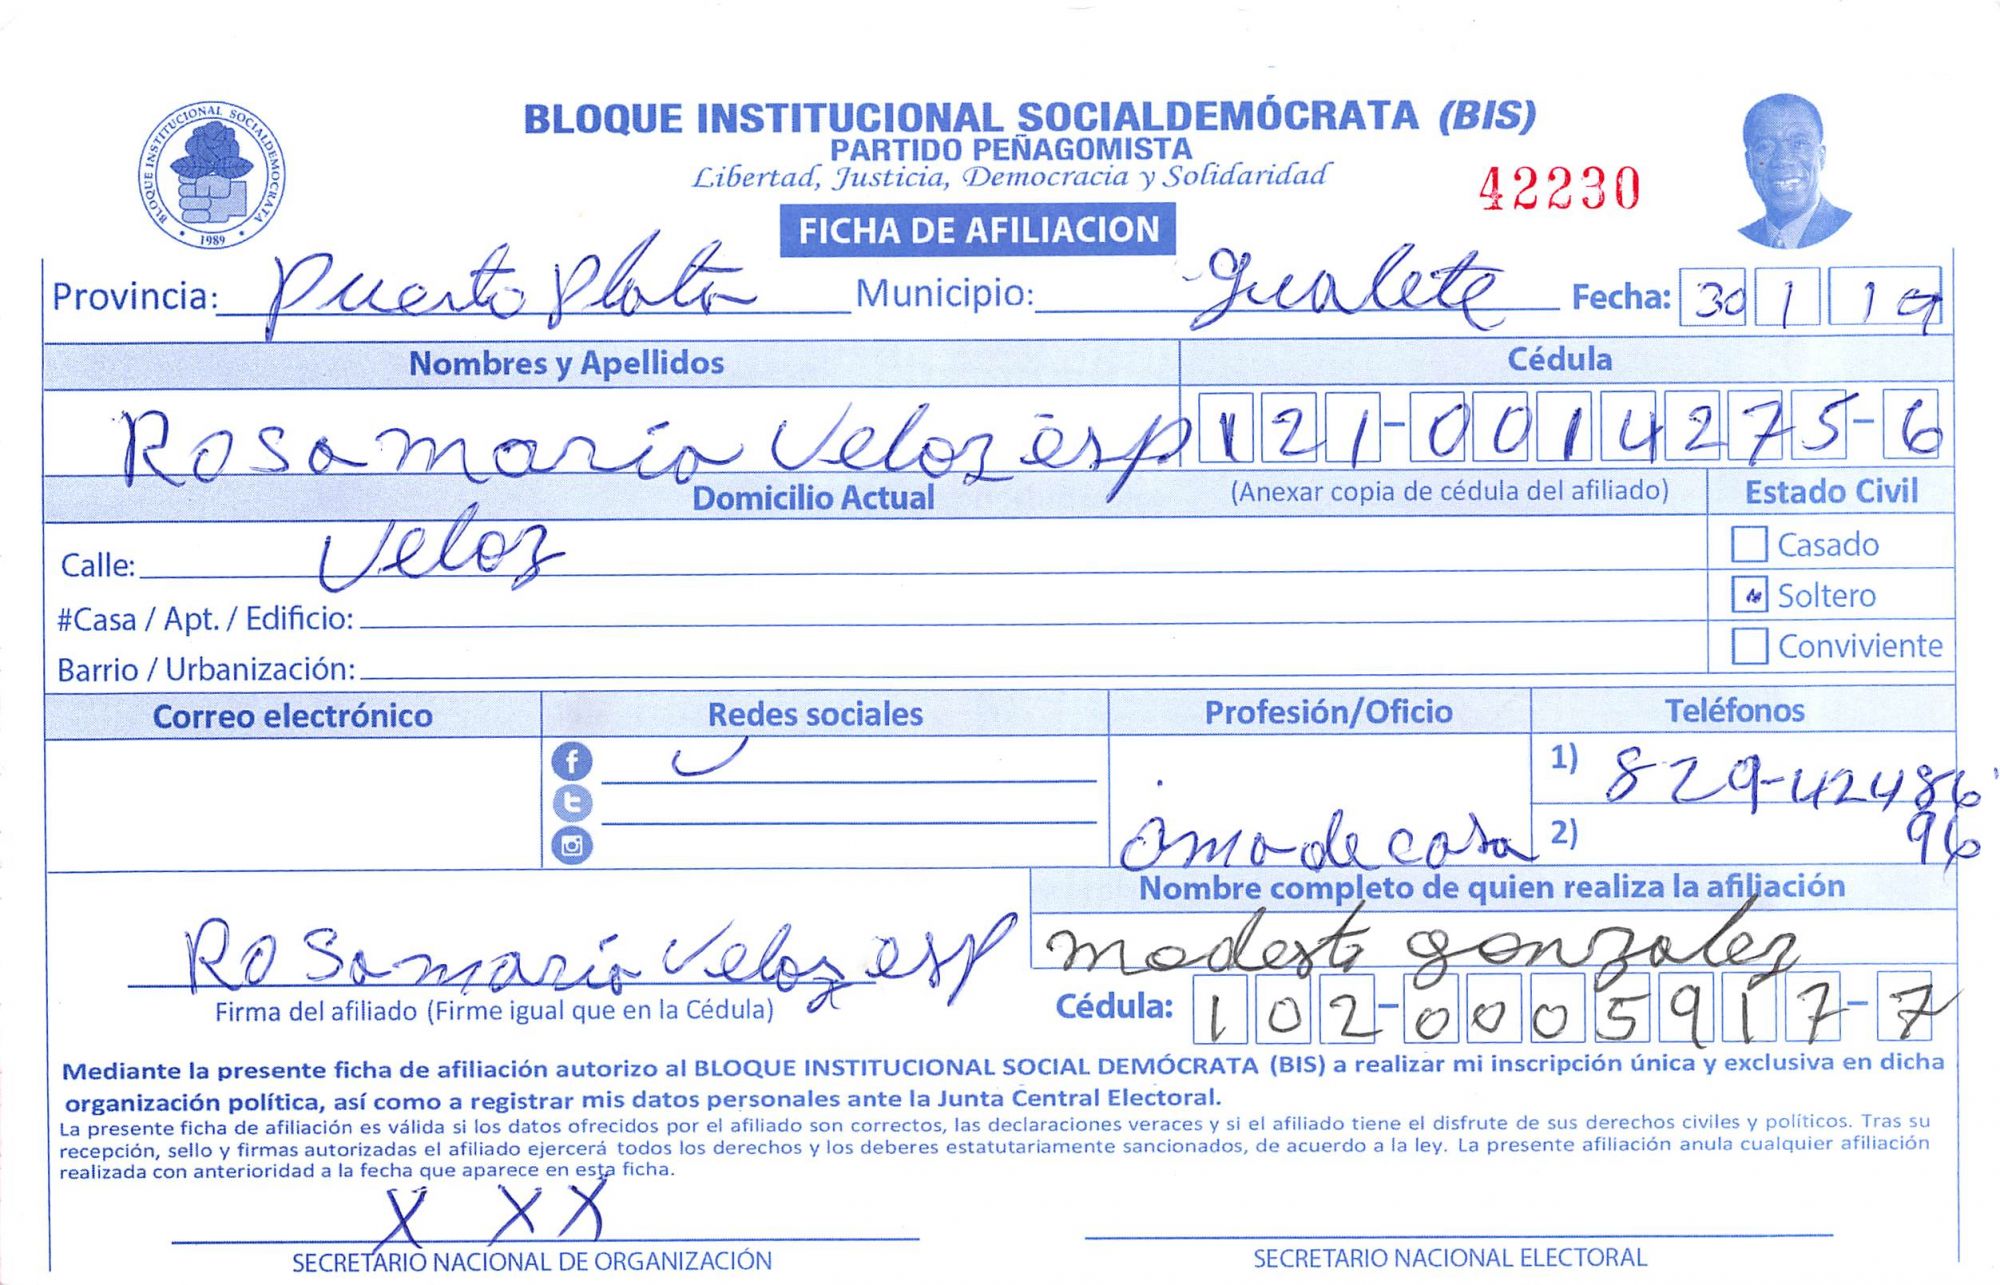 BLOQUE INSTITUCIONAL SOCIALDEMÓCRATA (BIS)
PARTIDO PEÑAGOMISTA
Libertad, Justicia, Democracia y Solidaridad
42230
BLOQUE INSTITUCIONAL SOCIALDEMOCRATA
1989
FICHA DE AFILIACION
Provincia: Puerto Plata Municipio: gualete Fecha: 30 1 19
Nombres y Apellidos Cédula
Rosa maría Veloz esp 121-0014275-6
Domicilio Actual (Anexar copia de cédula del afiliado) Estado Civil
Veloz
Calle: Casado
#Casa / Apt. / Edificio: Soltero
Barrio / Urbanización: Conviviente
Correo electrónico Redes sociales Profesión/Oficio Teléfonos
1) 829-42486
ama de casa 2) 96
Nombre completo de quien realiza la afiliación
Rosa maría Veloz esp modesto gonzalez
Firma del afiliado (Firme igual que en la Cédula) Cédula: 102-0005917-7
Mediante la presente ficha de afiliación autorizo al BLOQUE INSTITUCIONAL SOCIAL DEMÓCRATA (BIS) a realizar mi inscripción única y exclusiva en dicha
organización política, así como a registrar mis datos personales ante la Junta Central Electoral.
La presente ficha de afiliación es válida si los datos ofrecidos por el afiliado son correctos, las declaraciones veraces y si el afiliado tiene el disfrute de sus derechos civiles y políticos. Tras su
recepción, sello y firmas autorizadas el afiliado ejercerá todos los derechos y los deberes estatutariamente sancionados, de acuerdo a la ley. La presente afiliación anula cualquier afiliación
realizada con anterioridad a la fecha que aparece en esta ficha.
X X X
SECRETARIO NACIONAL DE ORGANIZACIÓN SECRETARIO NACIONAL ELECTORAL